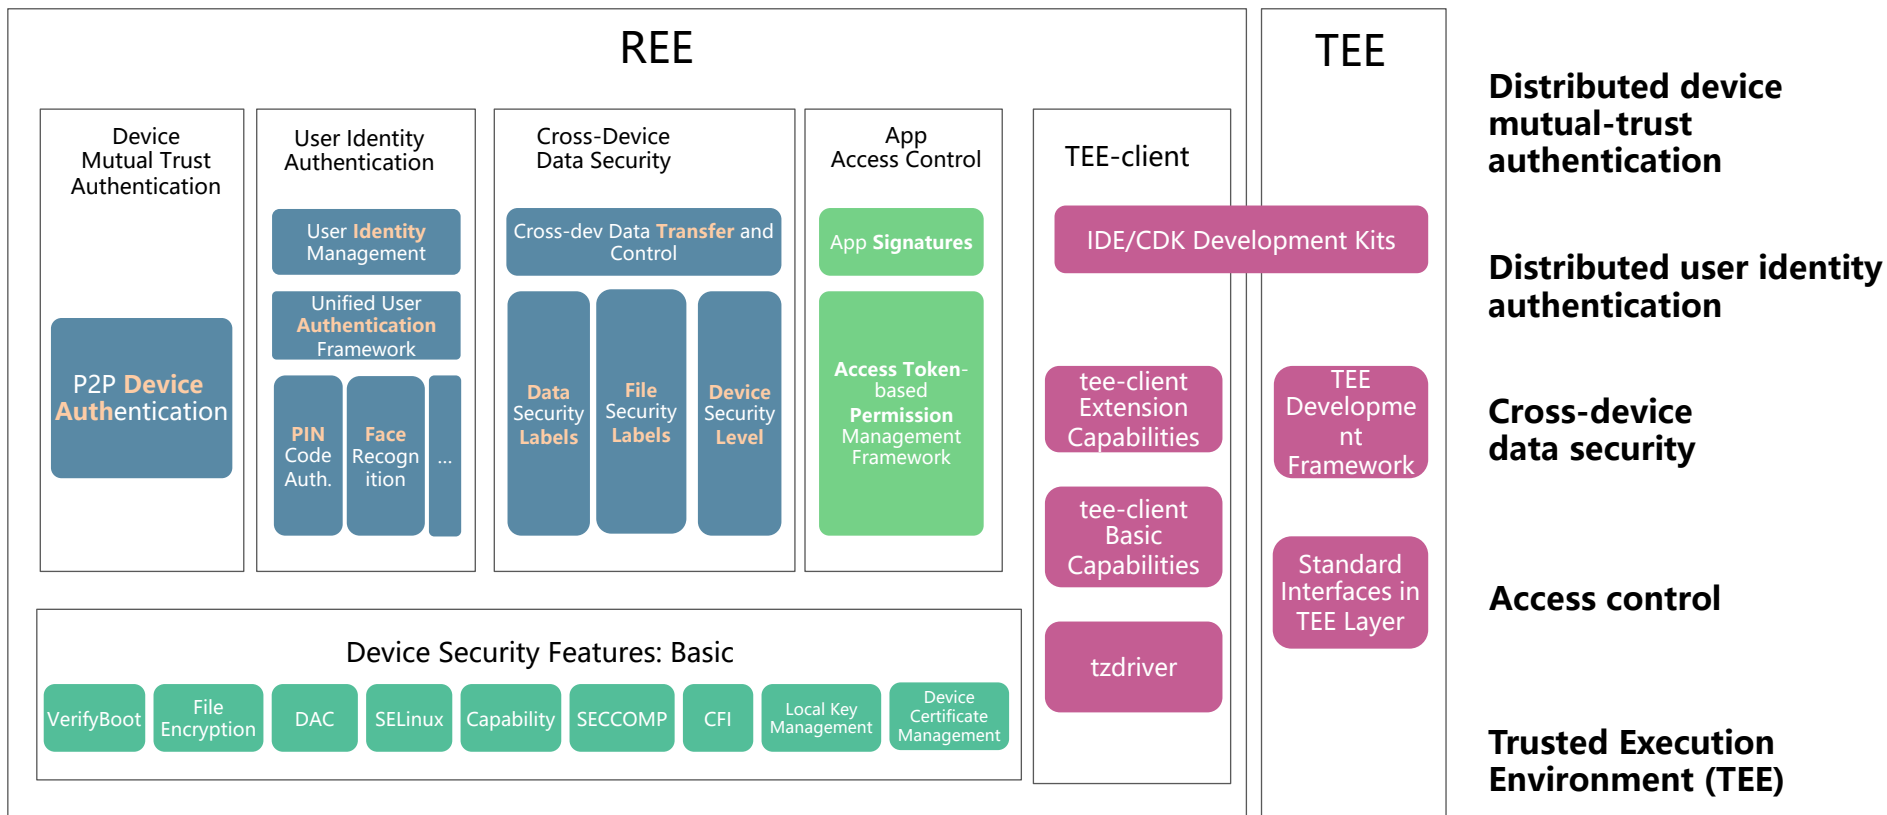 REE
Device
Mutual Trust
Authentication
P2P Device
Authentication
User Identity
Authentication
User Identity
Management
Unified User
Authentication
Framework
PIN
Code
Auth.
Face
Recogn
ition
...
Cross-Device
Data Security
Cross-dev Data Transfer and
Control
Data
Security
Labels
File
Security
Labels
Device
Security
Level
App
Access Control
App Signatures
Access Token-
based
Permission
Management
Framework
TEE-client
IDE/CDK Development Kits
tee-client
Extension
Capabilities
tee-client
Basic
Capabilities
tzdriver
Device Security Features: Basic
VerifyBoot
File
Encryption
DAC
SELinux
Capability
SECCOMP
CFI
Local Key
Management
Device
Certificate
Management
TEE
TEE
Developme
nt
Framework
Standard
Interfaces in
TEE Layer
Distributed device
mutual-trust
authentication
Distributed user identity
authentication
Cross-device
data security
Access control
Trusted Execution
Environment (TEE)